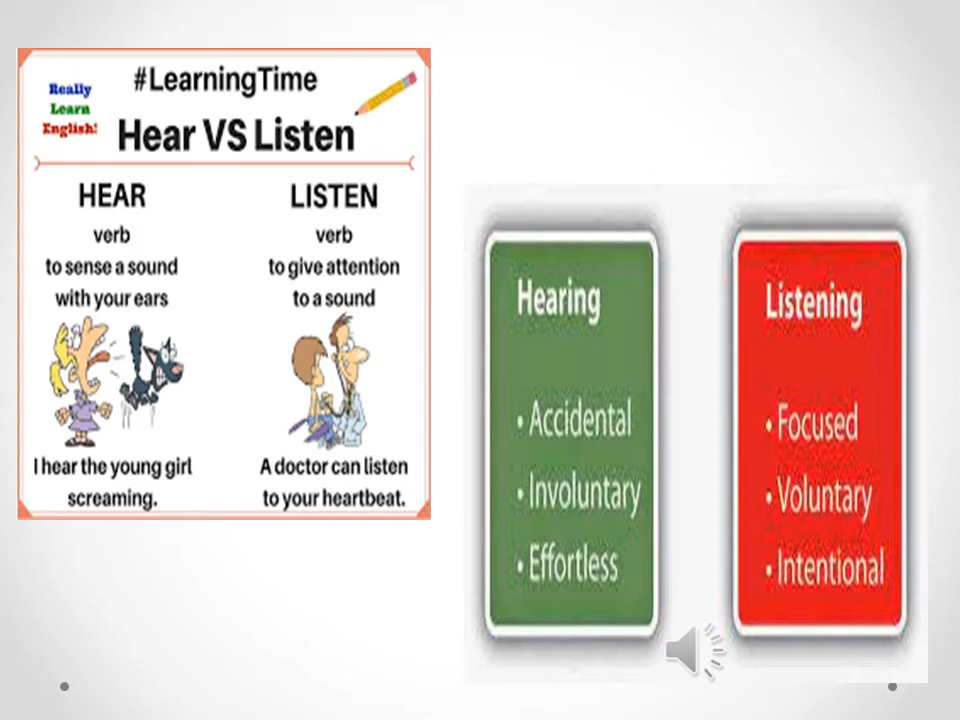 #LearningTime
Really
Learn
English!
Hear VS Listen
HEAR
verb
to sense a sound
with your ears
I hear the young girl
screaming.
LISTEN
verb
to give attention
to a sound
A doctor can listen
to your heartbeat.
Hearing
• Accidental
• Involuntary
• Effortless
Listening
• Focused
• Voluntary
• Intentional